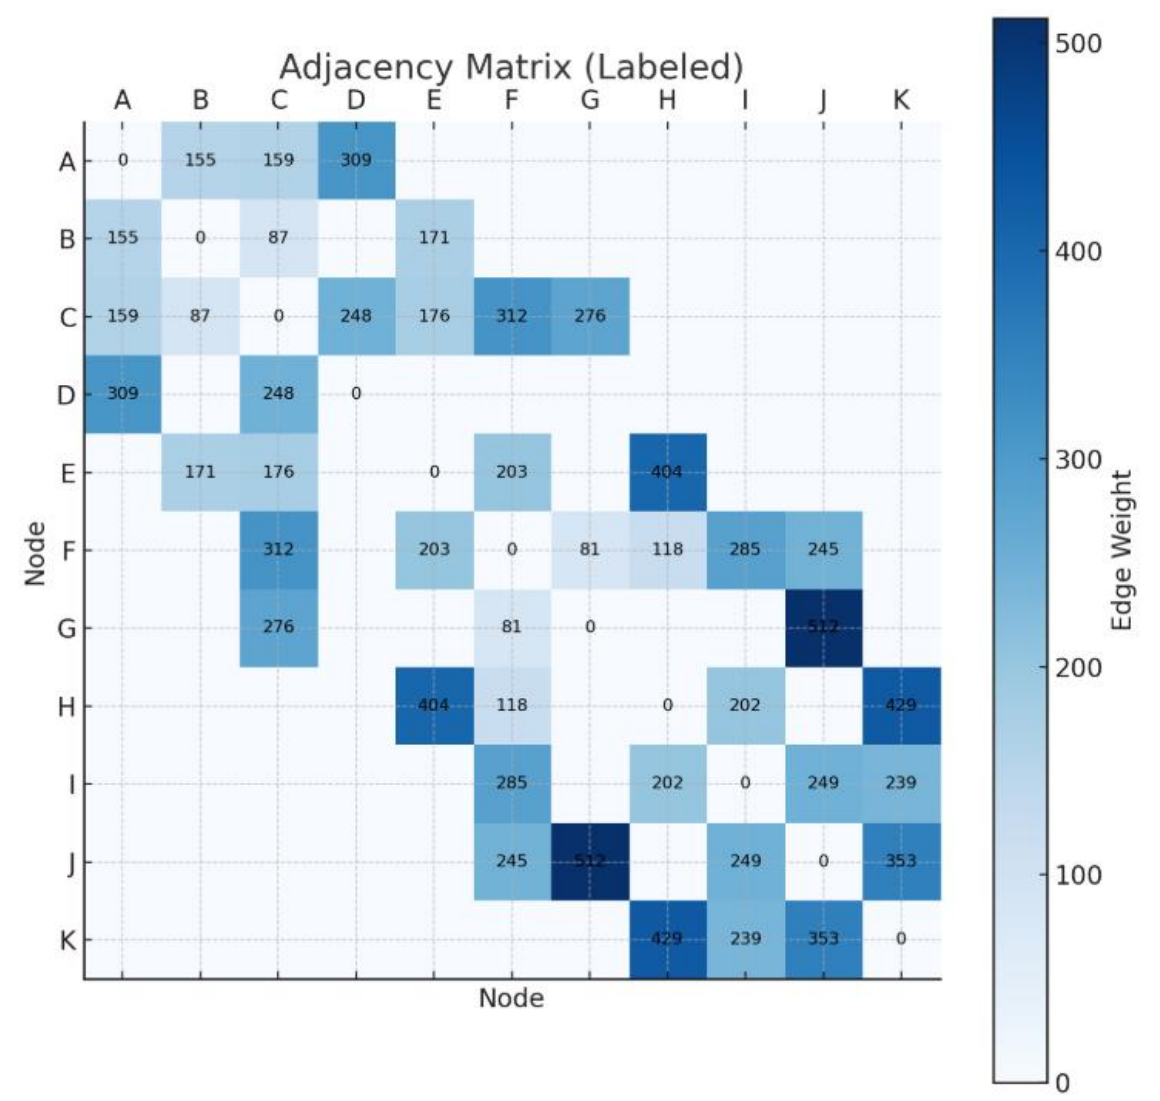 Adjacency Matrix (Labeled)
A B C D E F G H I J K
A 0 155 159 309
B 155 0 87 171
C 159 87 0 248 176 312 276
D 309 248 0
E 171 176 0 203 404
F 312 203 0 81 118 285 245
G 276 81 0 512
H 404 118 0 202 429
I 285 202 0 249 239
J 245 512 249 0 353
K 429 239 353 0
Node
Node
500
400
300
200
100
0
Edge Weight